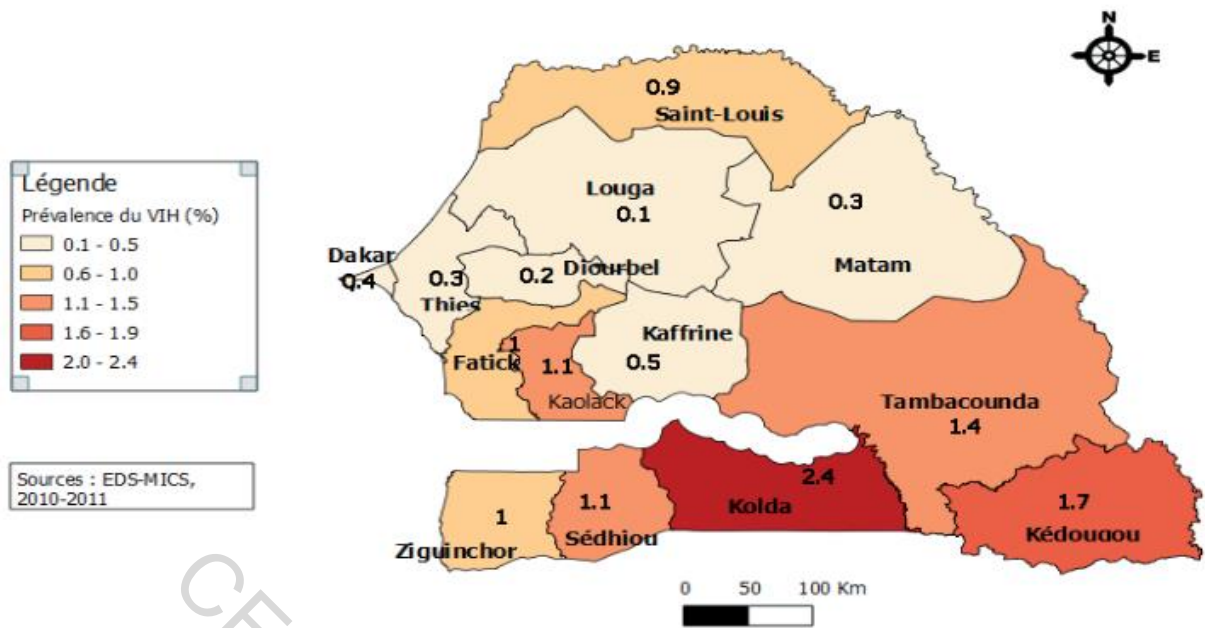 N
E
0.9
Saint-Louis
Légende
Prévalence du VIH (%)
0.1 - 0.5
0.6 - 1.0
1.1 - 1.5
1.6 - 1.9
2.0 - 2.4
Louga
0.1
0.3
Matam
Dakar
0.4
0.3
Thies
0.2
Diourbel
Kaffrine
0.5
1
Fatick
1.1
Kaolack
Tambacounda
1.4
Sources : EDS-MICS,
2010-2011
2.4
Kolda
1.7
Kédougou
1.1
Sédhiou
1
Ziguinchor
0 50 100 Km